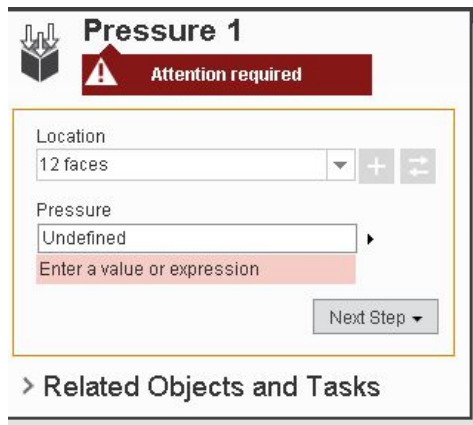 Pressure 1
Attention required
Location
12 faces
Pressure
Undefined
Enter a value or expression
Next Step
Related Objects and Tasks